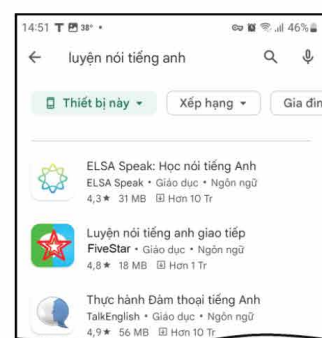 14:51 T 38° • 46%
luyện nói tiếng anh
Thiết bị này Xếp hạng Gia đìn
ELSA Speak: Học nói tiếng Anh
ELSA Speak • Giáo dục • Ngôn ngữ
4,3★ 31 MB Hơn 10 Tr
Luyện nói tiếng anh giao tiếp
FiveStar • Giáo dục • Ngôn ngữ
4,8★ 18 MB Hơn 1 Tr
Thực hành Đàm thoại tiếng Anh
TalkEnglish • Giáo dục • Ngôn ngữ
4,9★ 56 MB Hơn 10 Tr